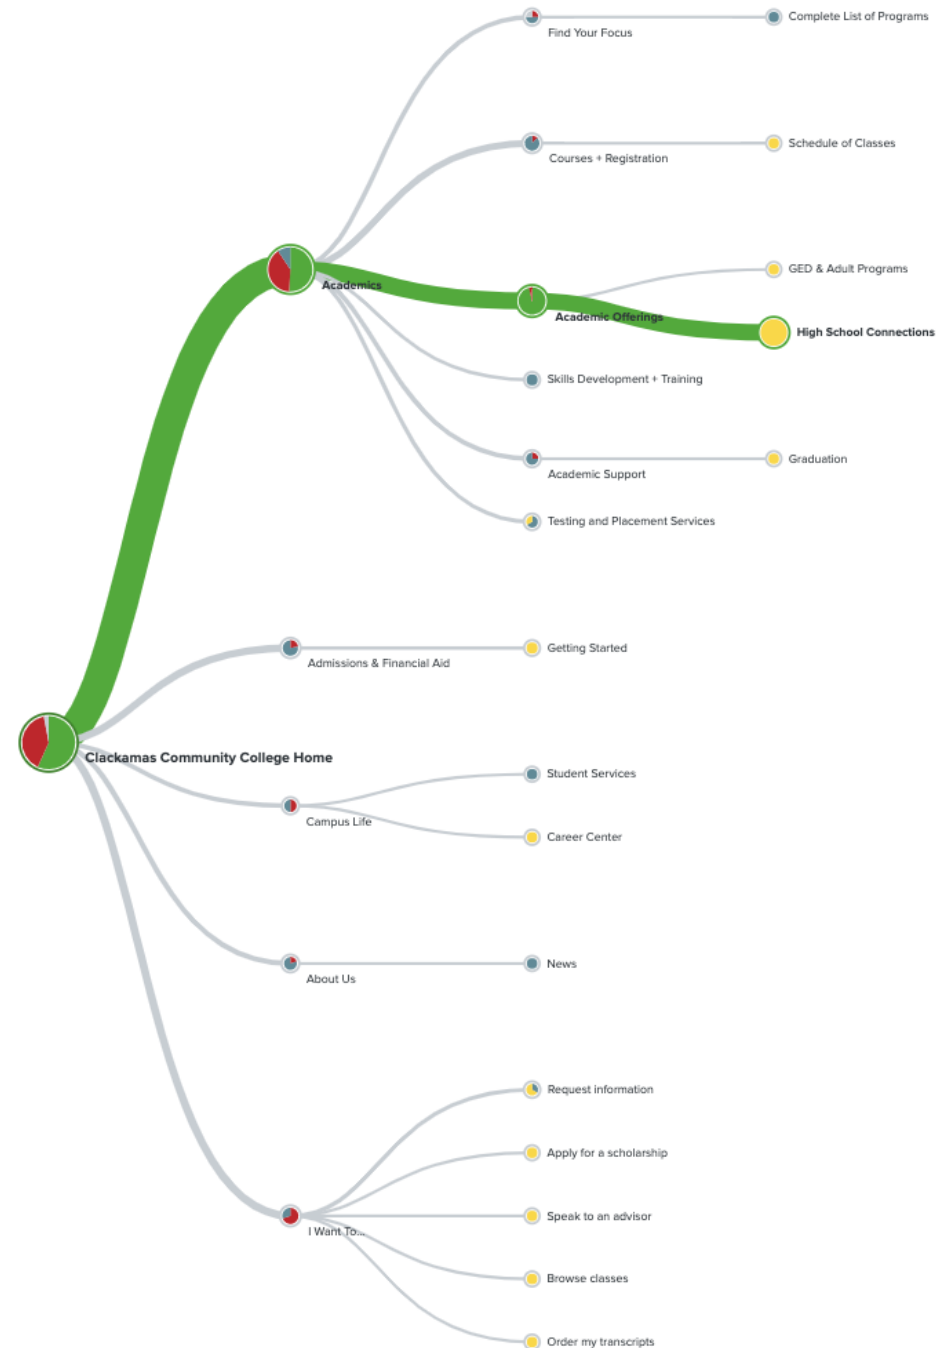 Complete List of Programs
Find Your Focus
Schedule of Classes
Courses + Registration
GED & Adult Programs
Academics
Academic Offerings
High School Connections
Skills Development + Training
Graduation
Academic Support
Testing and Placement Services
Getting Started
Admissions & Financial Aid
Clackamas Community College Home
Student Services
Campus Life
Career Center
News
About Us
Request information
Apply for a scholarship
Speak to an advisor
I Want To...
Browse classes
Order my transcripts